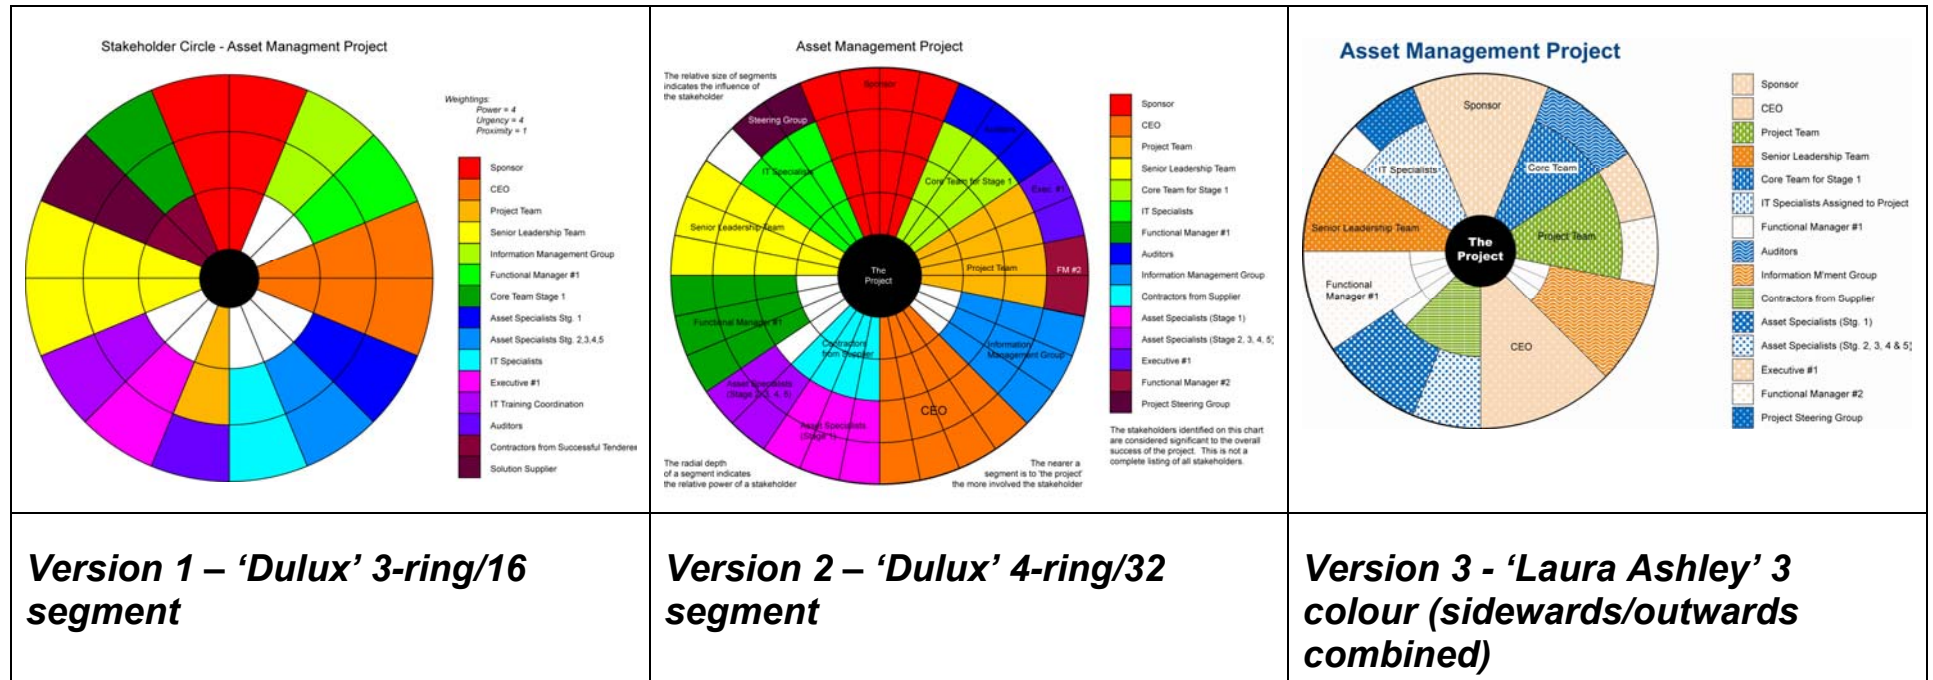 Stakeholder Circle - Asset Managment Project
Weightings:
Power = 4
Urgency = 4
Proximity = 1
Sponsor
CEO
Project Team
Senior Leadership Team
Information Management Group
Functional Manager #1
Core Team Stage 1
Asset Specialists Stg. 1
Asset Specialists Stg. 2,3,4,5
IT Specialists
Executive #1
IT Training Coordination
Auditors
Contractors from Successful Tenderer
Solution Supplier
Asset Management Project
The relative size of segments
indicates the influence of
the stakeholder
Sponsor
Steering Group
Auditors
IT Specialists
Core Team for Stage 1
Exec. #1
Senior Leadership Team
Project Team
FM #2
The
Project
Functional Manager #1
Contractors
from Supplier
Information
Management Group
Asset Specialists
(Stage 2, 3, 4, 5)
CEO
Asset Specialists
(Stage 1)
The radial depth
of a segment indicates
the relative power of a stakeholder
The nearer a
segment is to 'the project'
the more involved the stakeholder
Sponsor
CEO
Project Team
Senior Leadership Team
Core Team for Stage 1
IT Specialists
Functional Manager #1
Auditors
Information Management Group
Contractors from Supplier
Asset Specialists (Stage 1)
Asset Specialists (Stage 2, 3, 4, 5)
Executive #1
Functional Manager #2
Project Steering Group
The stakeholders identified on this chart
are considered significant to the overall
success of the project. This is not a
complete listing of all stakeholders.
Asset Management Project
Sponsor
IT Specialists
Core Team
Senior Leadership Team
Project Team
The
Project
Functional
Manager #1
CEO
Sponsor
CEO
Project Team
Senior Leadership Team
Core Team for Stage 1
IT Specialists Assigned to Project
Functional Manager #1
Auditors
Information M'ment Group
Contractors from Supplier
Asset Specialists (Stg. 1)
Asset Specialists (Stg. 2, 3, 4 & 5)
Executive #1
Functional Manager #2
Project Steering Group
Version 1 – ‘Dulux’ 3-ring/16
segment
Version 2 – ‘Dulux’ 4-ring/32
segment
Version 3 - ‘Laura Ashley’ 3
colour (sidewards/outwards
combined)